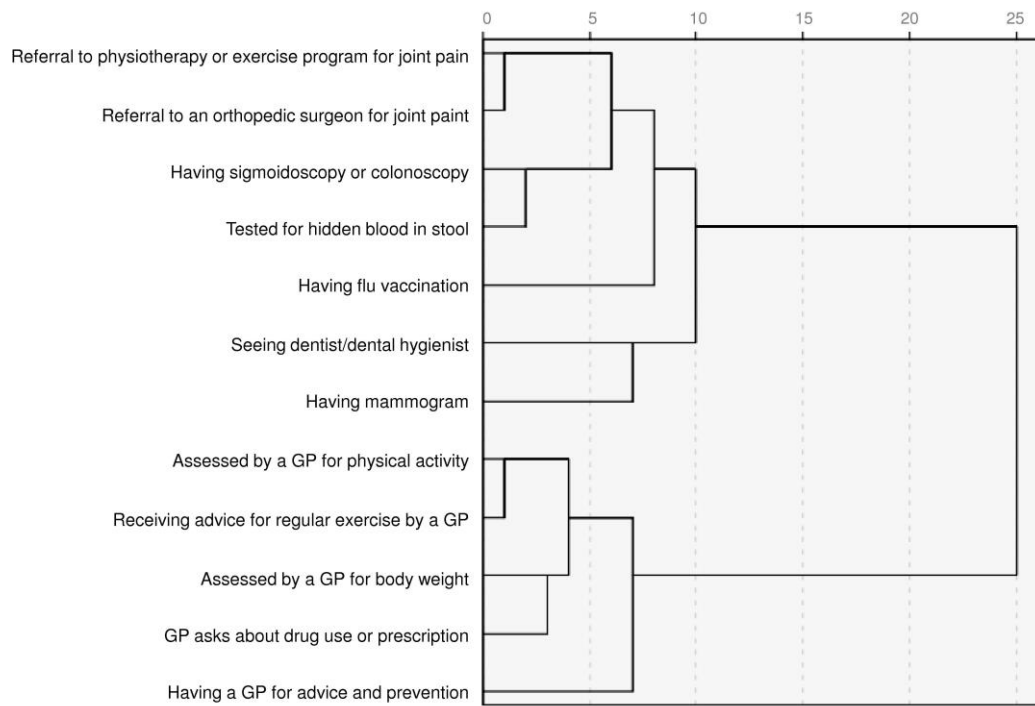 0 5 10 15 20 25
Referral to physiotherapy or exercise program for joint pain
Referral to an orthopedic surgeon for joint paint
Having sigmoidoscopy or colonoscopy
Tested for hidden blood in stool
Having flu vaccination
Seeing dentist/dental hygienist
Having mammogram
Assessed by a GP for physical activity
Receiving advice for regular exercise by a GP
Assessed by a GP for body weight
GP asks about drug use or prescription
Having a GP for advice and prevention